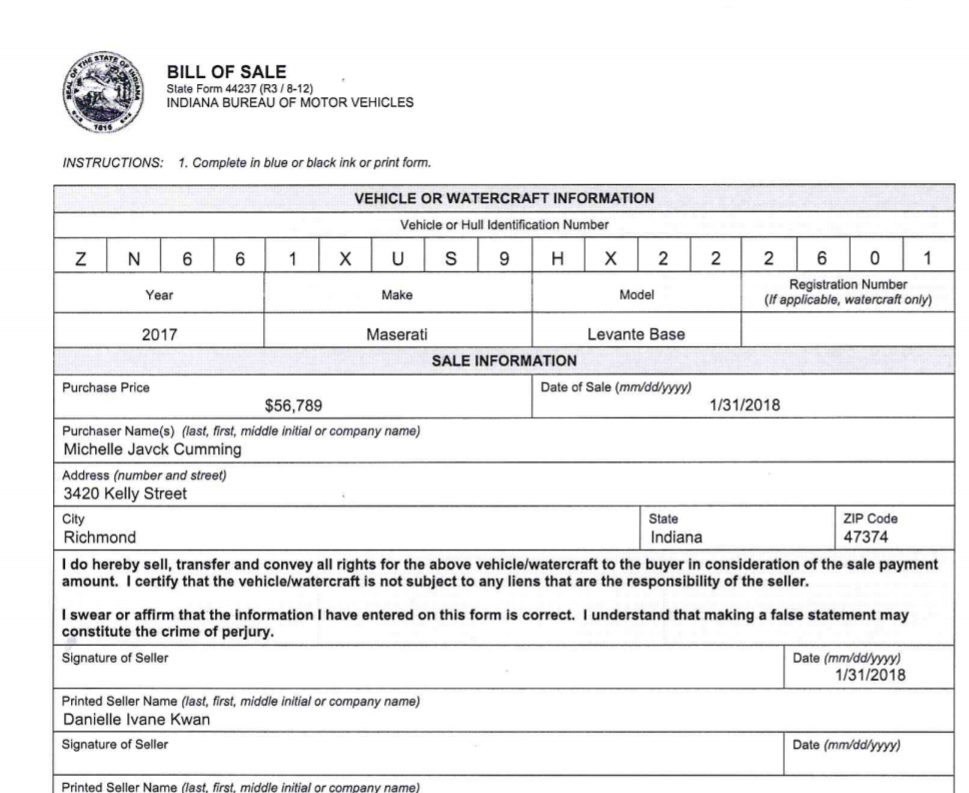 SEAL OF THE STATE OF INDIANA
1816
BILL OF SALE
State Form 44237 (R3 / 8-12)
INDIANA BUREAU OF MOTOR VEHICLES
INSTRUCTIONS: 1. Complete in blue or black ink or print form.
VEHICLE OR WATERCRAFT INFORMATION
Vehicle or Hull Identification Number
Z N 6 6 1 X U S 9 H X 2 2 2 6 0 1
Year Make Model Registration Number
(If applicable, watercraft only)
2017 Maserati Levante Base
SALE INFORMATION
Purchase Price Date of Sale (mm/dd/yyyy)
$56,789 1/31/2018
Purchaser Name(s) (last, first, middle initial or company name)
Michelle Javck Cumming
Address (number and street)
3420 Kelly Street
City State ZIP Code
Richmond Indiana 47374
I do hereby sell, transfer and convey all rights for the above vehicle/watercraft to the buyer in consideration of the sale payment
amount. I certify that the vehicle/watercraft is not subject to any liens that are the responsibility of the seller.
I swear or affirm that the information I have entered on this form is correct. I understand that making a false statement may
constitute the crime of perjury.
Signature of Seller Date (mm/dd/yyyy)
1/31/2018
Printed Seller Name (last, first, middle initial or company name)
Danielle Ivane Kwan
Signature of Seller Date (mm/dd/yyyy)
Printed Seller Name (last, first, middle initial or company name)